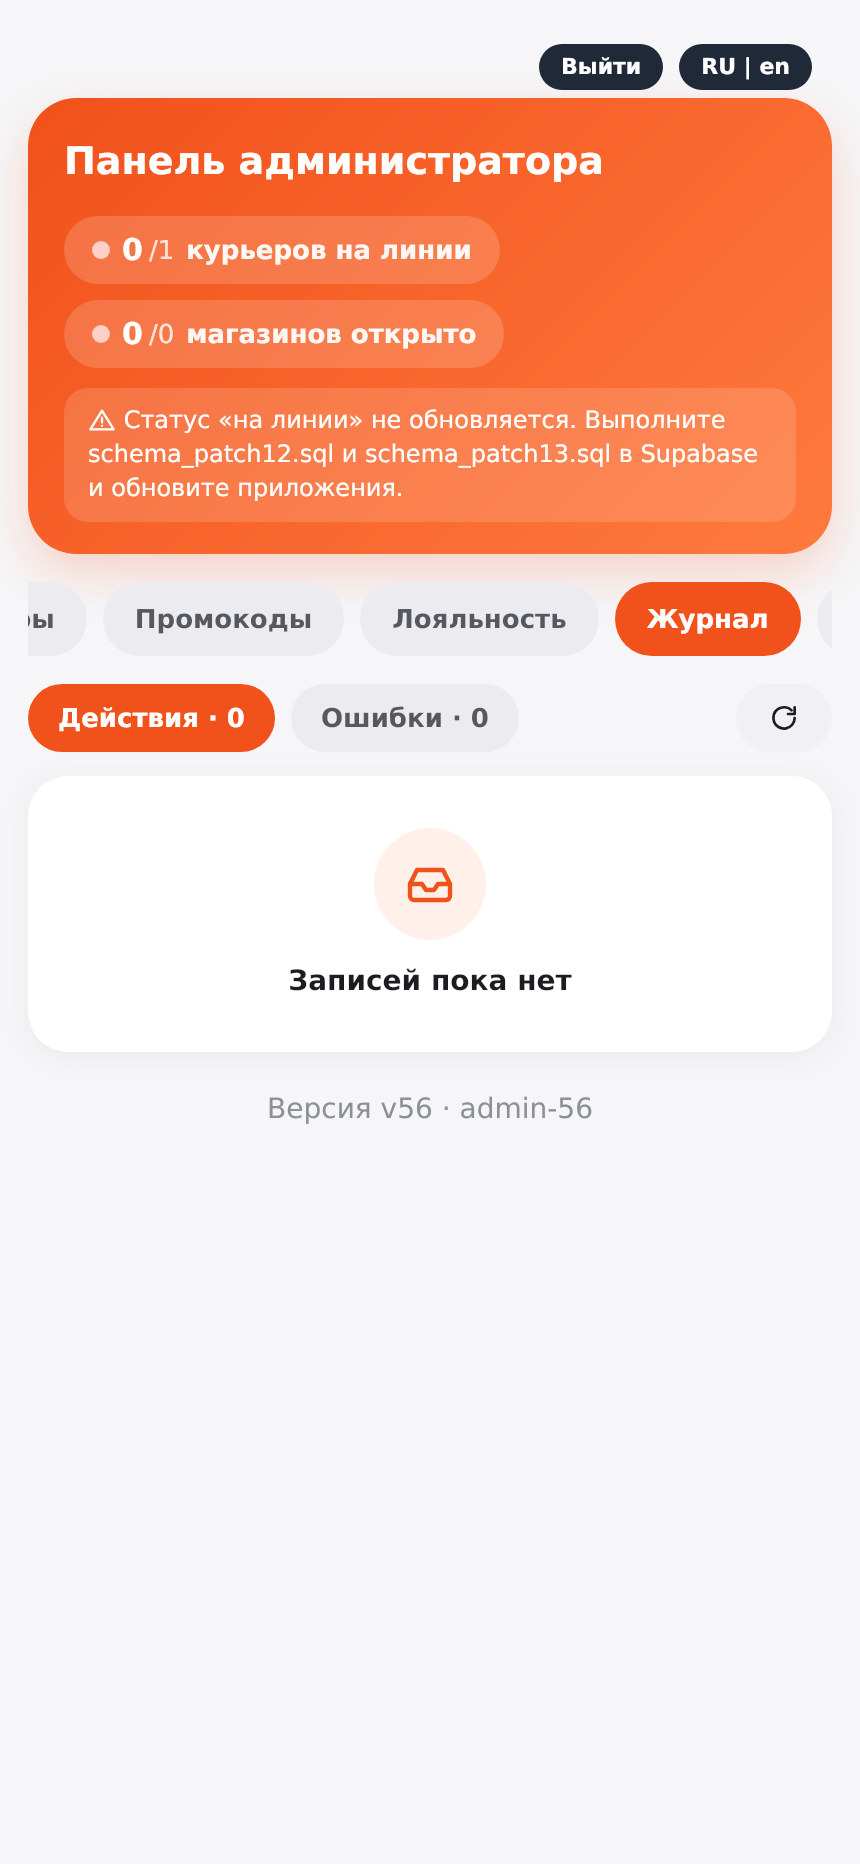 Выйти
RU | en
Панель администратора
0 /1 курьеров на линии
0 /0 магазинов открыто
⚠ Статус «на линии» не обновляется. Выполните
schema_patch12.sql и schema_patch13.sql в Supabase
и обновите приложения.
ры Промокоды Лояльность Журнал
Действия · 0 Ошибки · 0
Записей пока нет
Версия v56 · admin-56